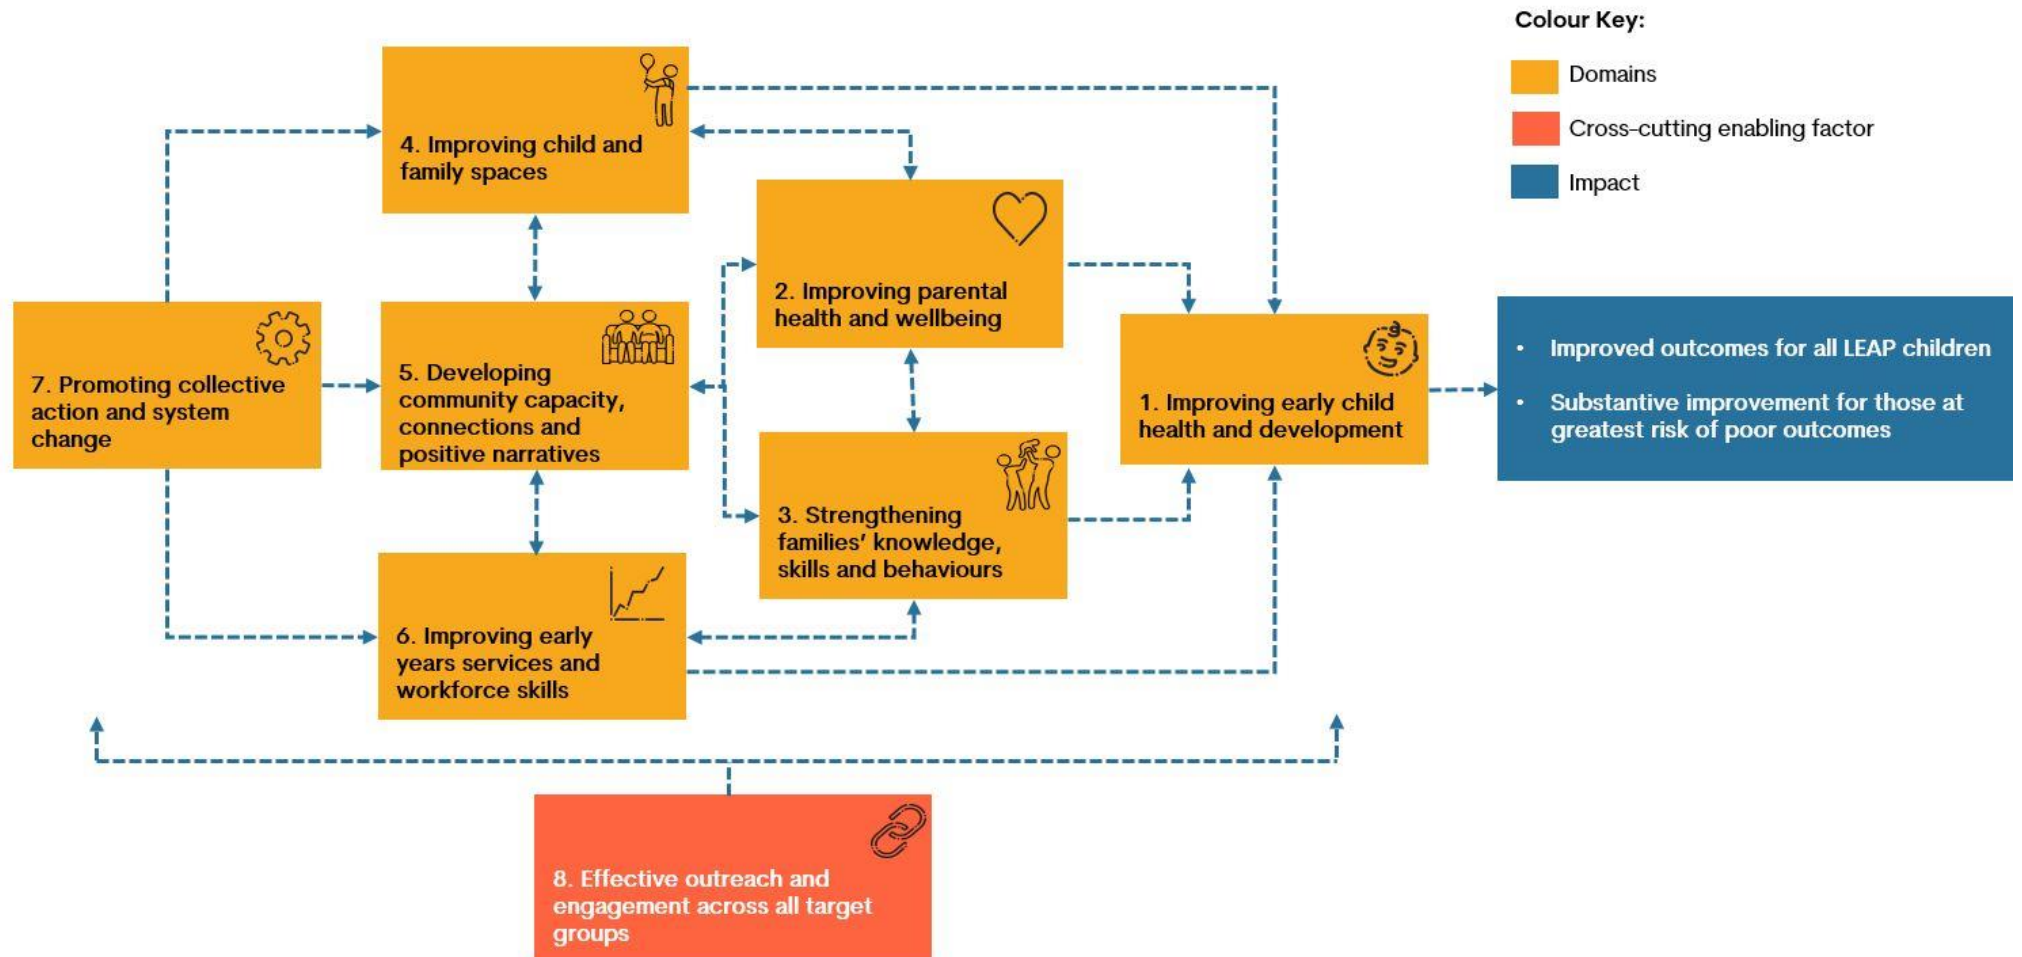 Colour Key:
Domains
Cross-cutting enabling factor
Impact
4. Improving child and
family spaces
2. Improving parental
health and wellbeing
7. Promoting collective
action and system
change
5. Developing
community capacity,
connections and
positive narratives
1. Improving early child
health and development
• Improved outcomes for all LEAP children
• Substantive improvement for those at
greatest risk of poor outcomes
3. Strengthening
families’ knowledge,
skills and behaviours
6. Improving early
years services and
workforce skills
8. Effective outreach and
engagement across all target
groups